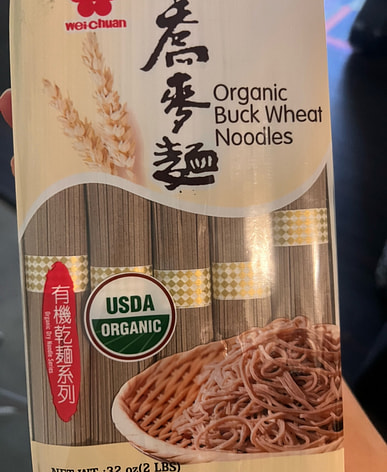 wei-chuan
蕎麥麵
Organic
Buck Wheat
Noodles
有機乾麵系列
Organic Dry Noodle Series
USDA
ORGANIC
NET WT.:32 oz(2 LBS)